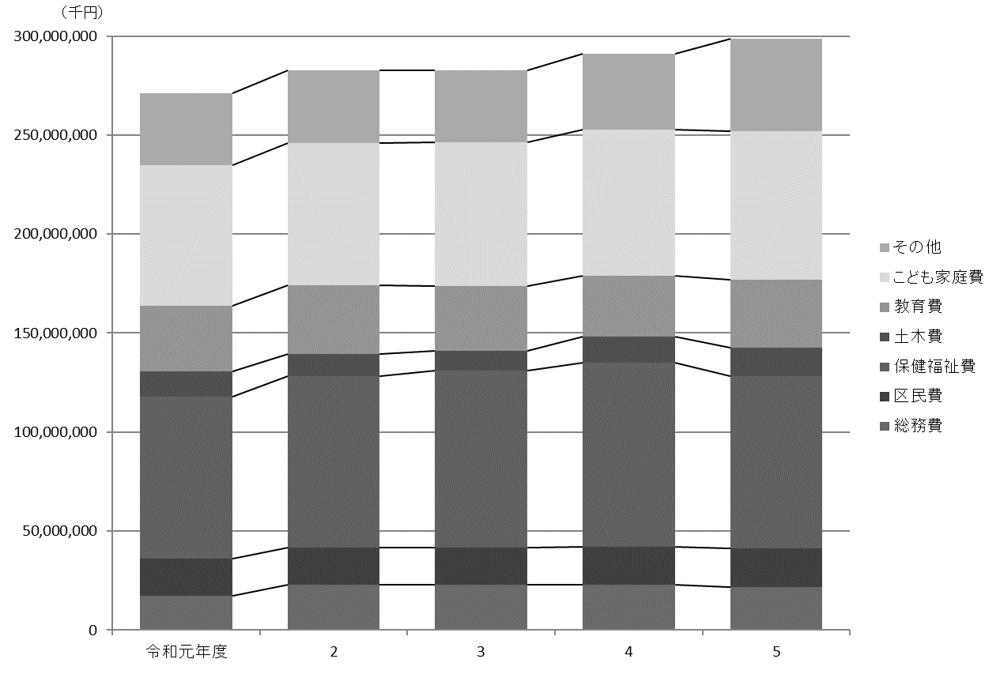 （千円）
300,000,000
250,000,000
200,000,000
150,000,000
100,000,000
50,000,000
0
令和元年度
2
3
4
5
その他
こども家庭費
教育費
土木費
保健福祉費
区民費
総務費